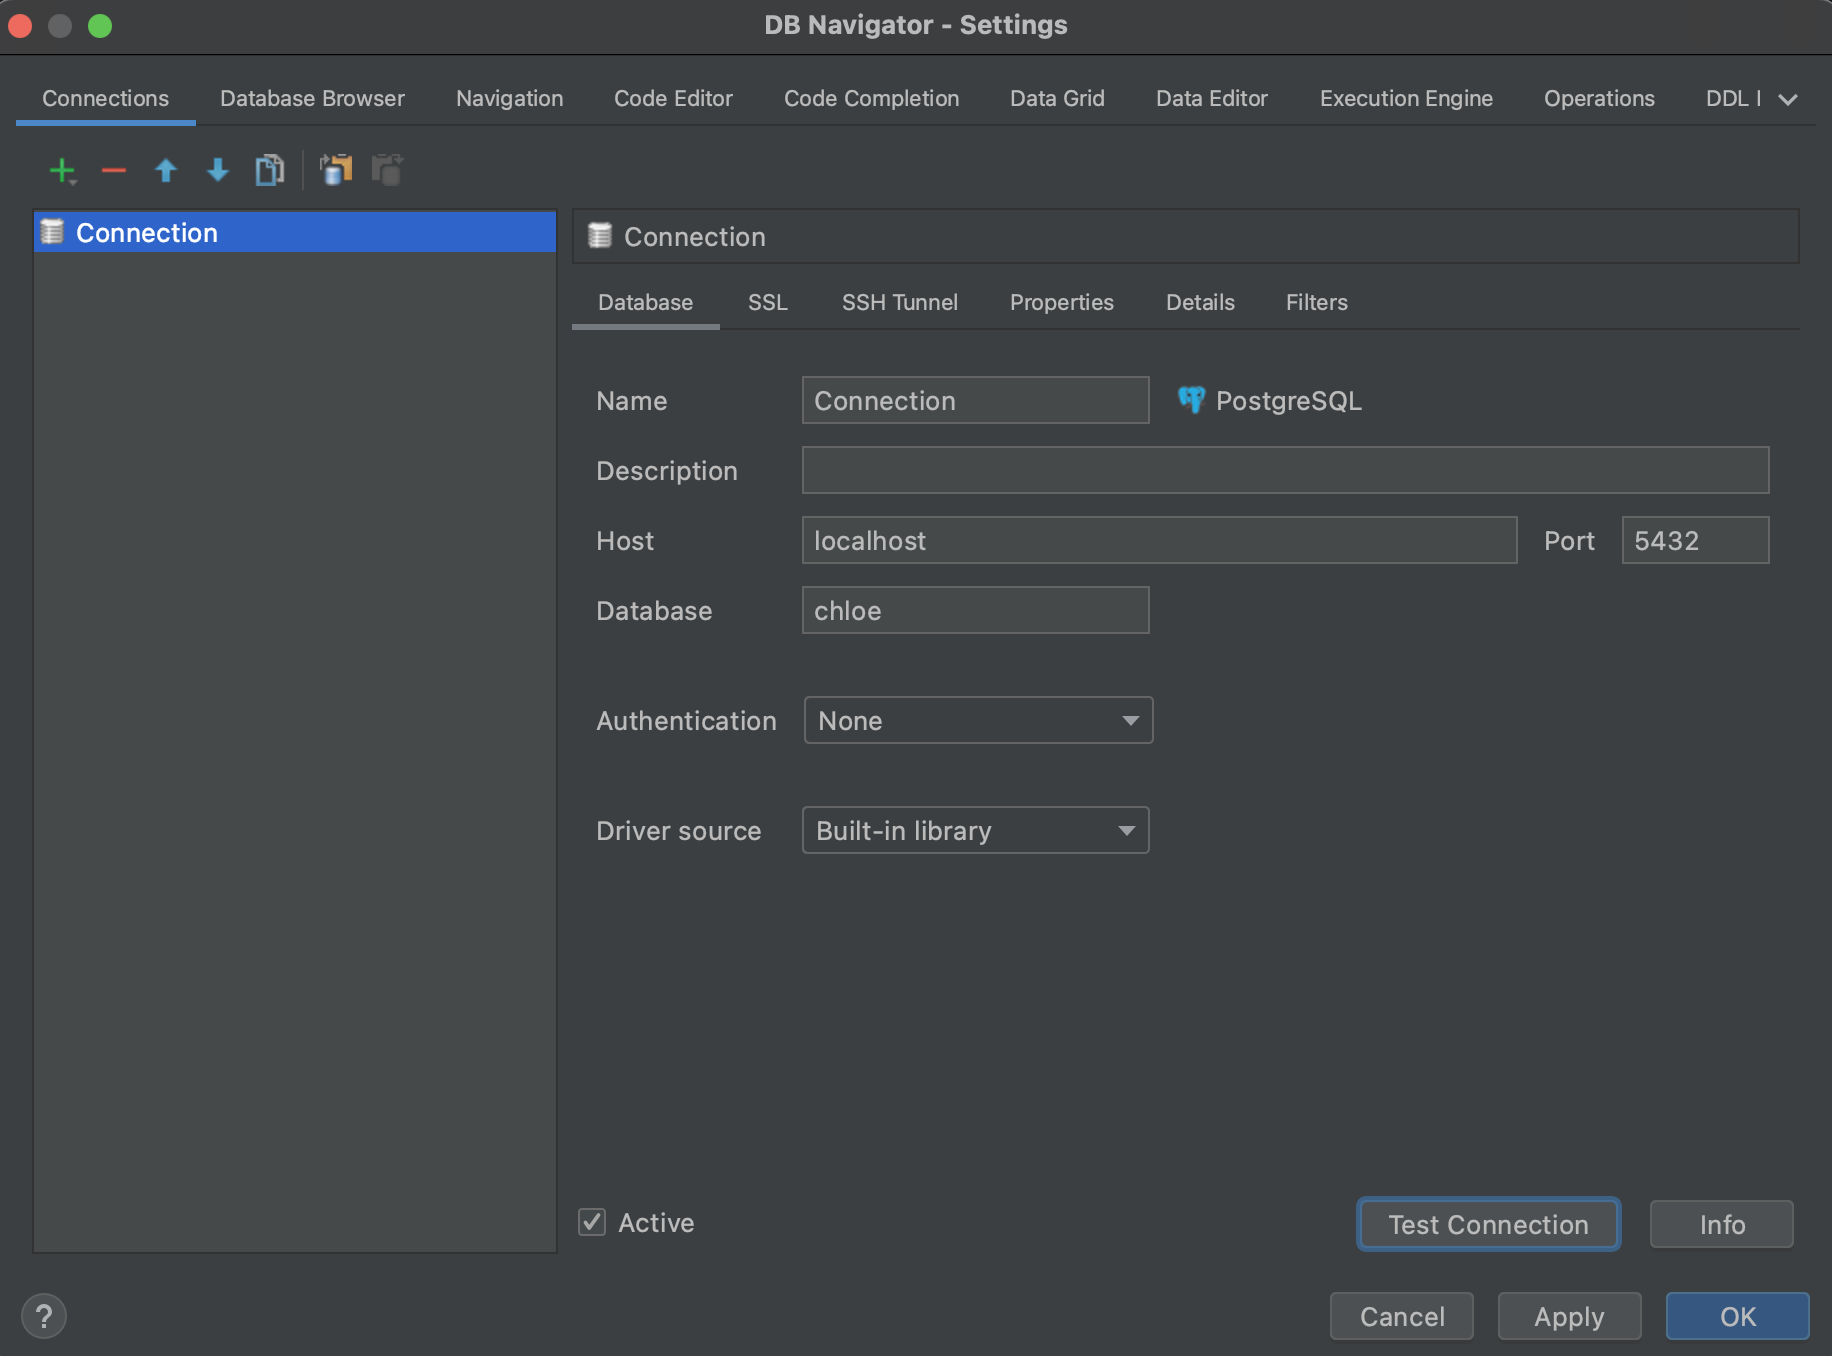 DB Navigator - Settings
Connections Database Browser Navigation Code Editor Code Completion Data Grid Data Editor Execution Engine Operations DDL
Connection
Connection
Database SSL SSH Tunnel Properties Details Filters
Name Connection PostgreSQL
Description
Host localhost Port 5432
Database chloe
Authentication None
Driver source Built-in library
Active Test Connection Info
? Cancel Apply OK